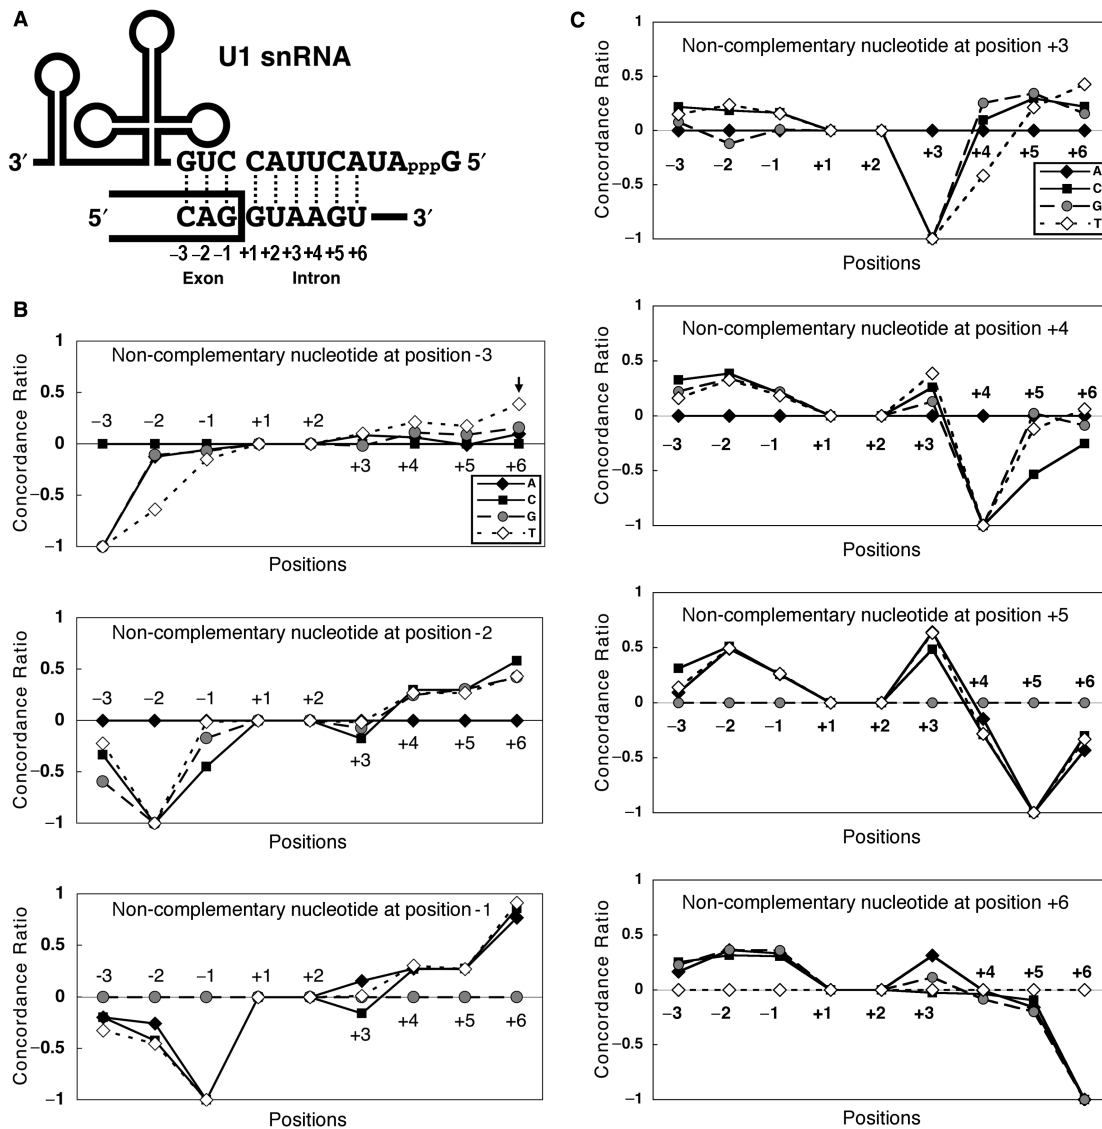 A
U1 snRNA
3′ GUC CAUUCAUApppG 5′
5′ CAG GUAAGU 3′
–3 –2 –1 +1 +2 +3 +4 +5 +6
Exon Intron
B
Concordance Ratio
Non-complementary nucleotide at position -3
1
0.5
0
–0.5
–1
–3 –2 –1 +1 +2
+3 +4 +5 +6
A
C
G
T
Positions
Concordance Ratio
Non-complementary nucleotide at position -2
1
0.5
0
–0.5
–1
–3 –2 –1 +1 +2
+3 +4 +5 +6
Positions
Concordance Ratio
Non-complementary nucleotide at position -1
1
0.5
0
–0.5
–1
-3 -2 –1 +1 +2
+3 +4 +5 +6
Positions
C
Concordance Ratio
Non-complementary nucleotide at position +3
1
0.5
0
–0.5
–1
–3 –2 –1 +1 +2 +3 +4 +5 +6
A
C
G
T
Positions
Concordance Ratio
Non-complementary nucleotide at position +4
1
0.5
0
–0.5
–1
+4 +5 +6
–3 –2 –1 +1 +2 +3
Positions
Concordance Ratio
Non-complementary nucleotide at position +5
1
0.5
0
–0.5
–1
+4 +5 +6
–3 –2 –1 +1 +2 +3
Positions
Concordance Ratio
Non-complementary nucleotide at position +6
1
0.5
0
–0.5
–1
+4 +5 +6
–3 –2 –1 +1 +2 +3
Positions